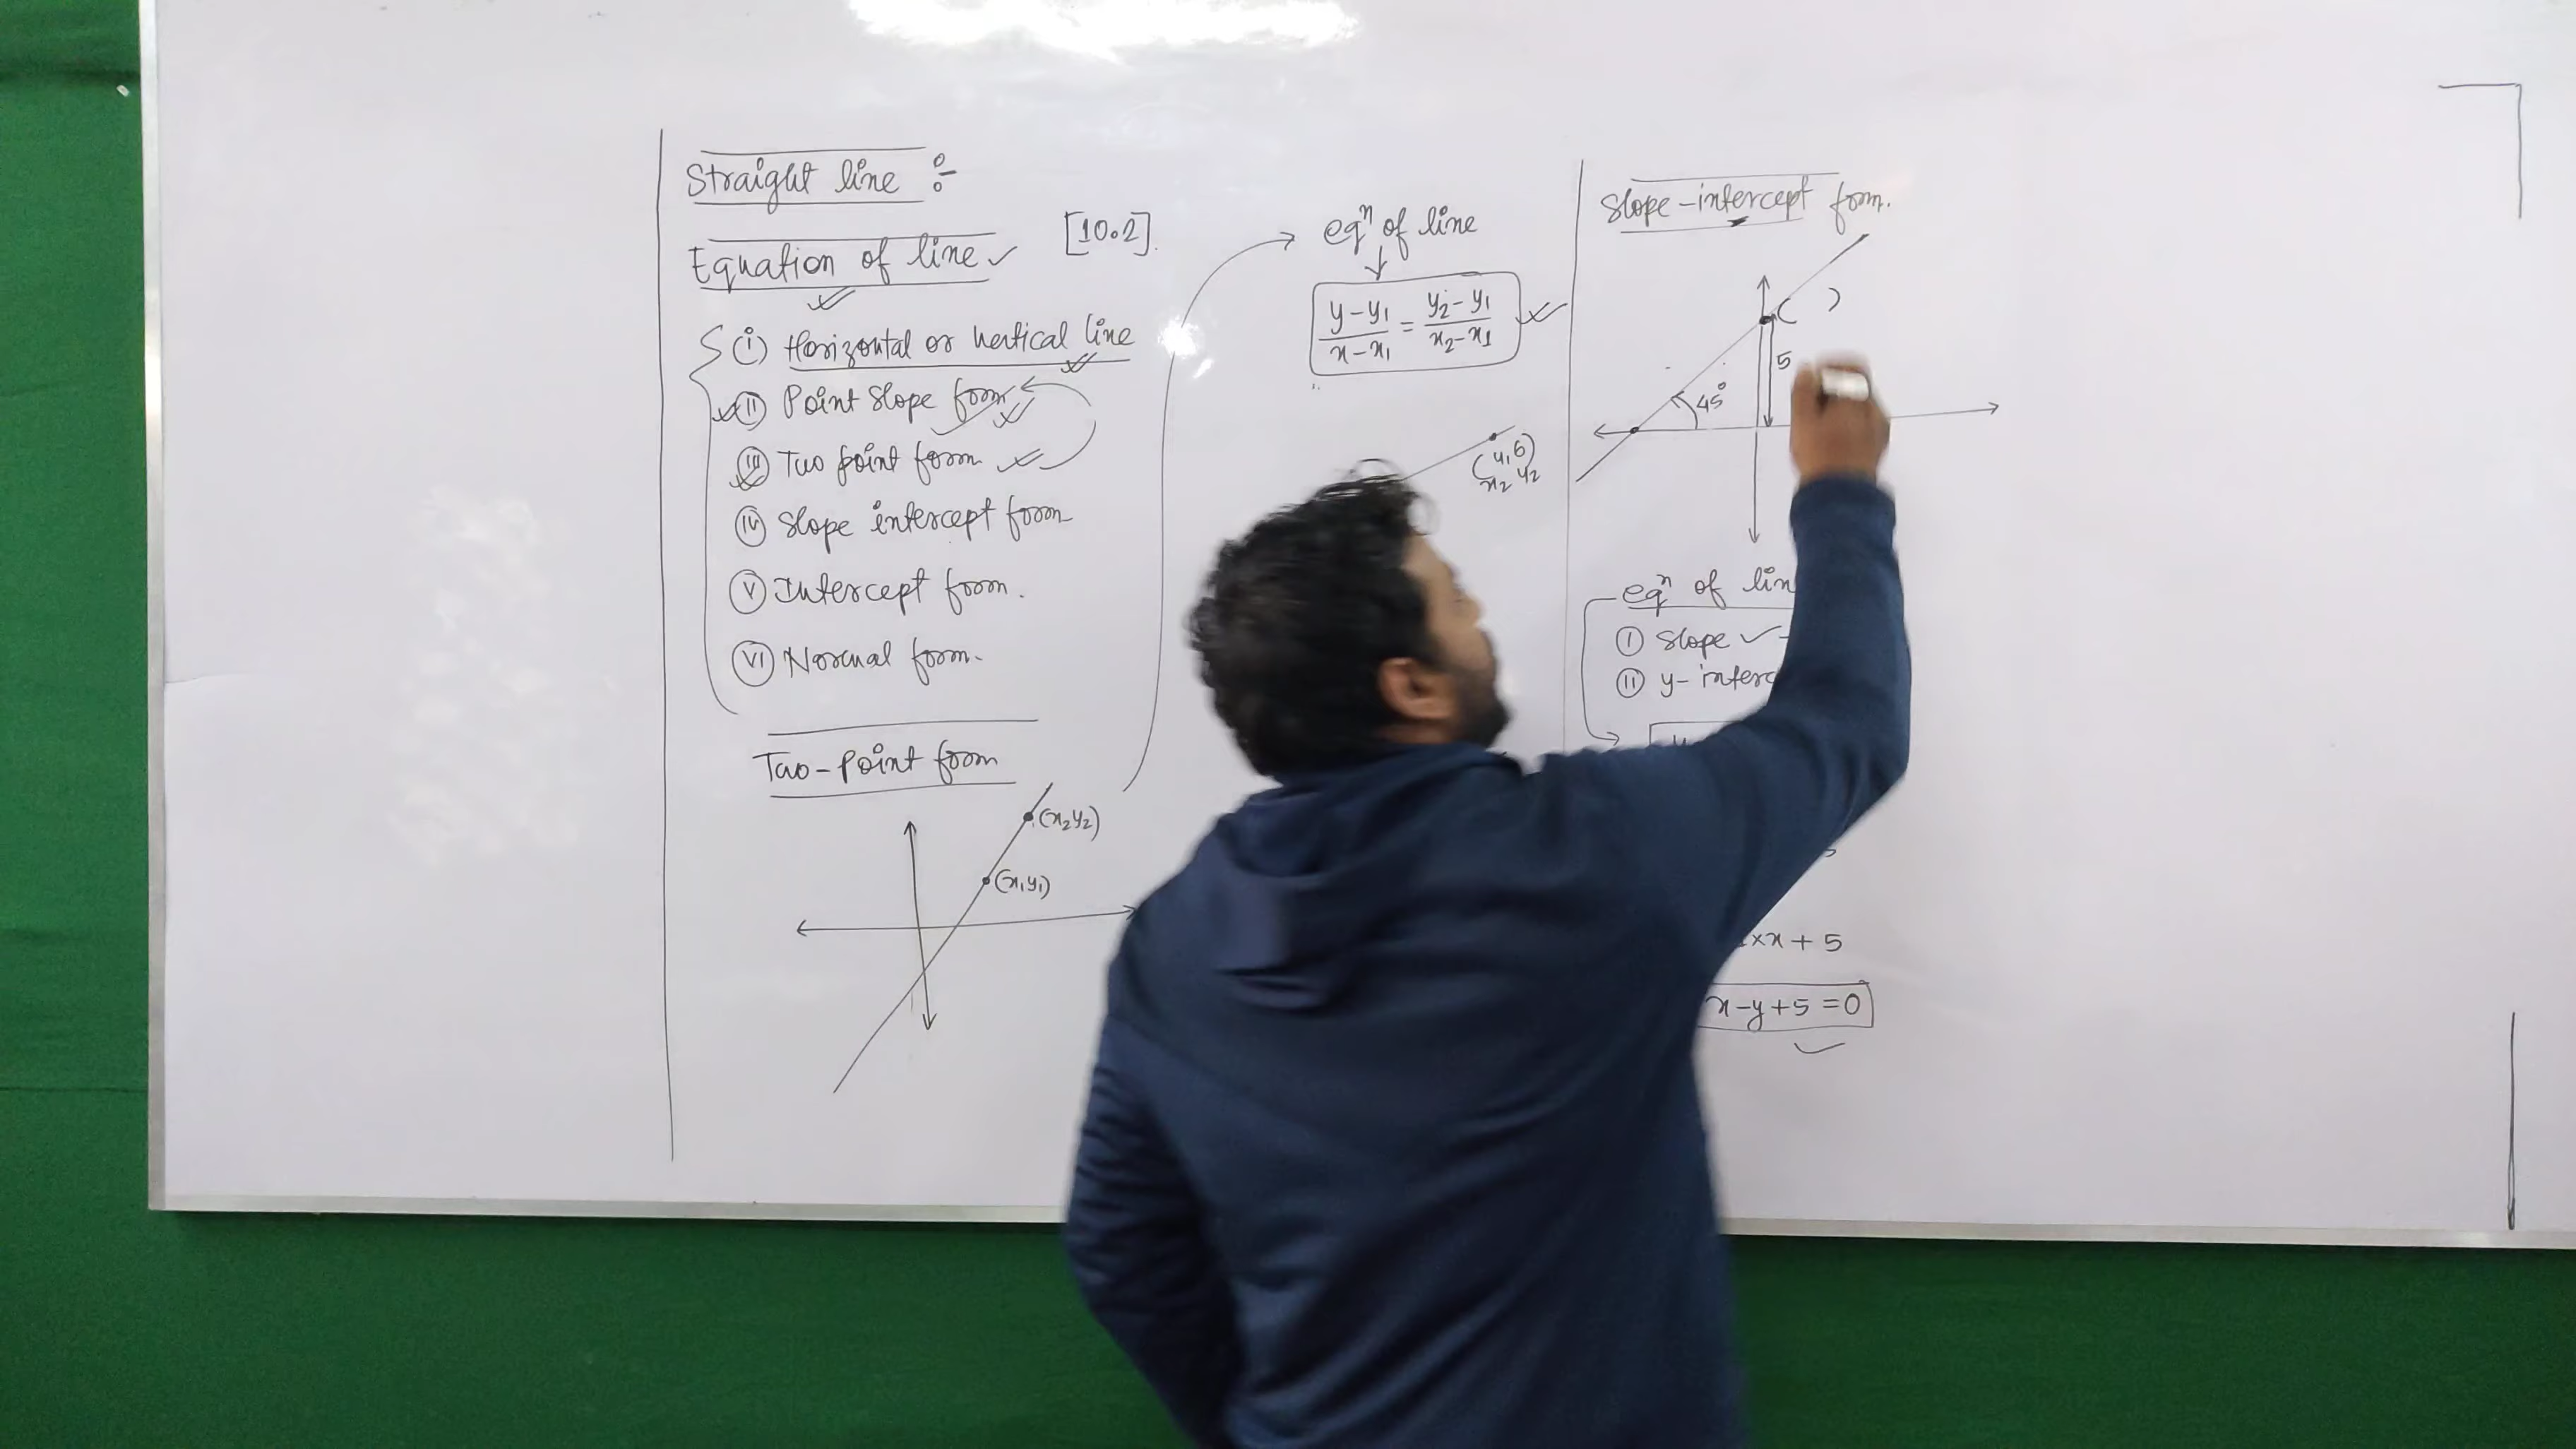 Straight line :-
Equation of line
[10.2]
(i) Horizontal or vertical line
(ii) Point slope form
(iii) Two point form
(iv) Slope intercept form
(v) Intercept form.
(vi) Normal form.
Two-Point form
(x₂y₂)
(x₁y₁)
eqⁿ of line
↓
(y-y₁)/(x-x₁) = (y₂-y₁)/(x₂-x₁)
x₂ y₂
Slope-intercept form.
( )
5
45°
eqⁿ of lin
(i) Slope
(ii) y-interc
×x + 5
x-y+5=0